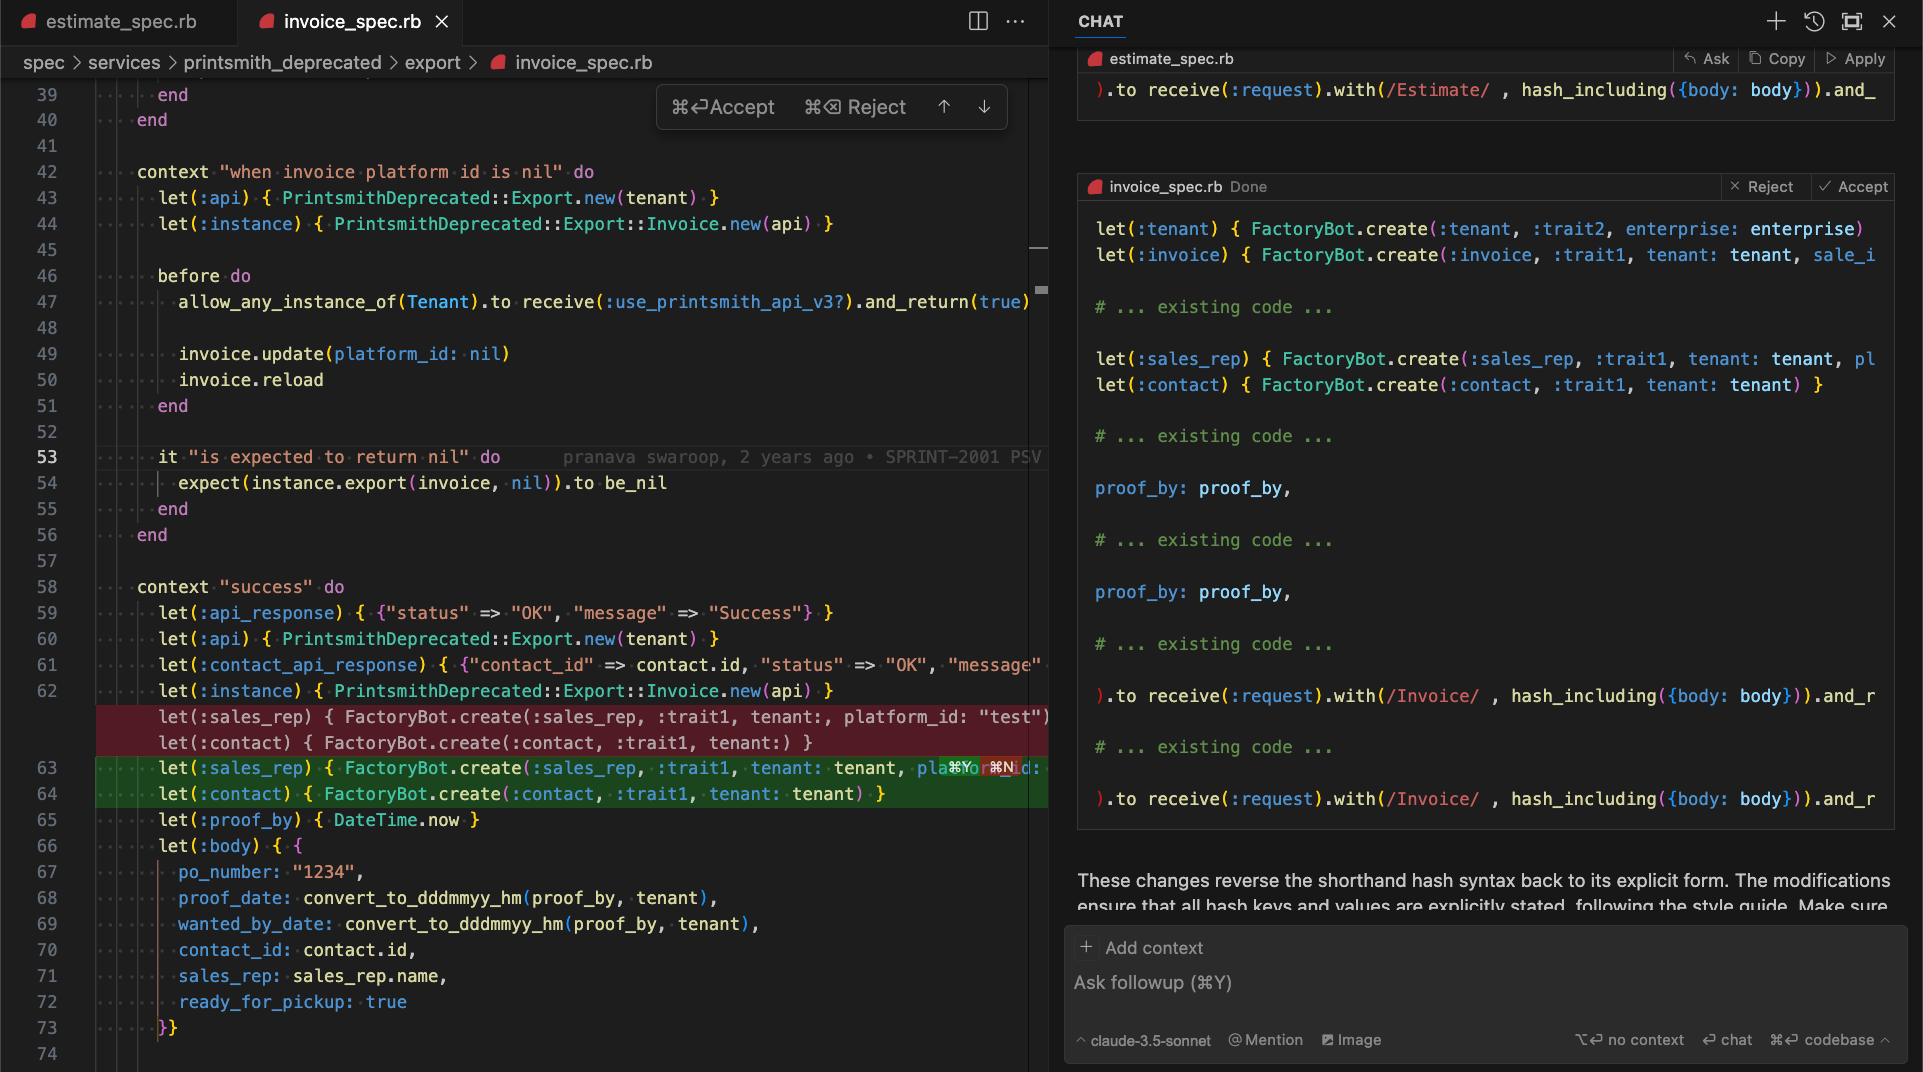 estimate_spec.rb
invoice_spec.rb
spec > services > printsmith_deprecated > export > invoice_spec.rb
⌘⏎Accept ⌘⌫ Reject ↑ ↓
39 end
40 end
41
42 context "when invoice platform id is nil" do
43 let(:api) { PrintsmithDeprecated::Export.new(tenant) }
44 let(:instance) { PrintsmithDeprecated::Export::Invoice.new(api) }
45
46 before do
47 allow_any_instance_of(Tenant).to receive(:use_printsmith_api_v3?).and_return(true)
48
49 invoice.update(platform_id: nil)
50 invoice.reload
51 end
52
53 it "is expected to return nil" do pranava swaroop, 2 years ago • SPRINT-2001 PSV
54 expect(instance.export(invoice, nil)).to be_nil
55 end
56 end
57
58 context "success" do
59 let(:api_response) { {"status" => "OK", "message" => "Success"} }
60 let(:api) { PrintsmithDeprecated::Export.new(tenant) }
61 let(:contact_api_response) { {"contact_id" => contact.id, "status" => "OK", "message"
62 let(:instance) { PrintsmithDeprecated::Export::Invoice.new(api) }
let(:sales_rep) { FactoryBot.create(:sales_rep, :trait1, tenant:, platform_id: "test")
let(:contact) { FactoryBot.create(:contact, :trait1, tenant:) }
63 let(:sales_rep) { FactoryBot.create(:sales_rep, :trait1, tenant: tenant, platform_id: ⌘Y ⌘N
64 let(:contact) { FactoryBot.create(:contact, :trait1, tenant: tenant) }
65 let(:proof_by) { DateTime.now }
66 let(:body) { {
67 po_number: "1234",
68 proof_date: convert_to_dddmmyy_hm(proof_by, tenant),
69 wanted_by_date: convert_to_dddmmyy_hm(proof_by, tenant),
70 contact_id: contact.id,
71 sales_rep: sales_rep.name,
72 ready_for_pickup: true
73 }}
74
CHAT
estimate_spec.rb Ask Copy Apply
).to receive(:request).with(/Estimate/ , hash_including({body: body})).and_
invoice_spec.rb Done Reject Accept
let(:tenant) { FactoryBot.create(:tenant, :trait2, enterprise: enterprise)
let(:invoice) { FactoryBot.create(:invoice, :trait1, tenant: tenant, sale_i
# ... existing code ...
let(:sales_rep) { FactoryBot.create(:sales_rep, :trait1, tenant: tenant, pl
let(:contact) { FactoryBot.create(:contact, :trait1, tenant: tenant) }
# ... existing code ...
proof_by: proof_by,
# ... existing code ...
proof_by: proof_by,
# ... existing code ...
).to receive(:request).with(/Invoice/ , hash_including({body: body})).and_r
# ... existing code ...
).to receive(:request).with(/Invoice/ , hash_including({body: body})).and_r
These changes reverse the shorthand hash syntax back to its explicit form. The modifications
ensure that all hash keys and values are explicitly stated, following the style guide. Make sure
+ Add context
Ask followup (⌘Y)
claude-3.5-sonnet @ Mention Image ⌥⏎ no context ⏎ chat ⌘⏎ codebase